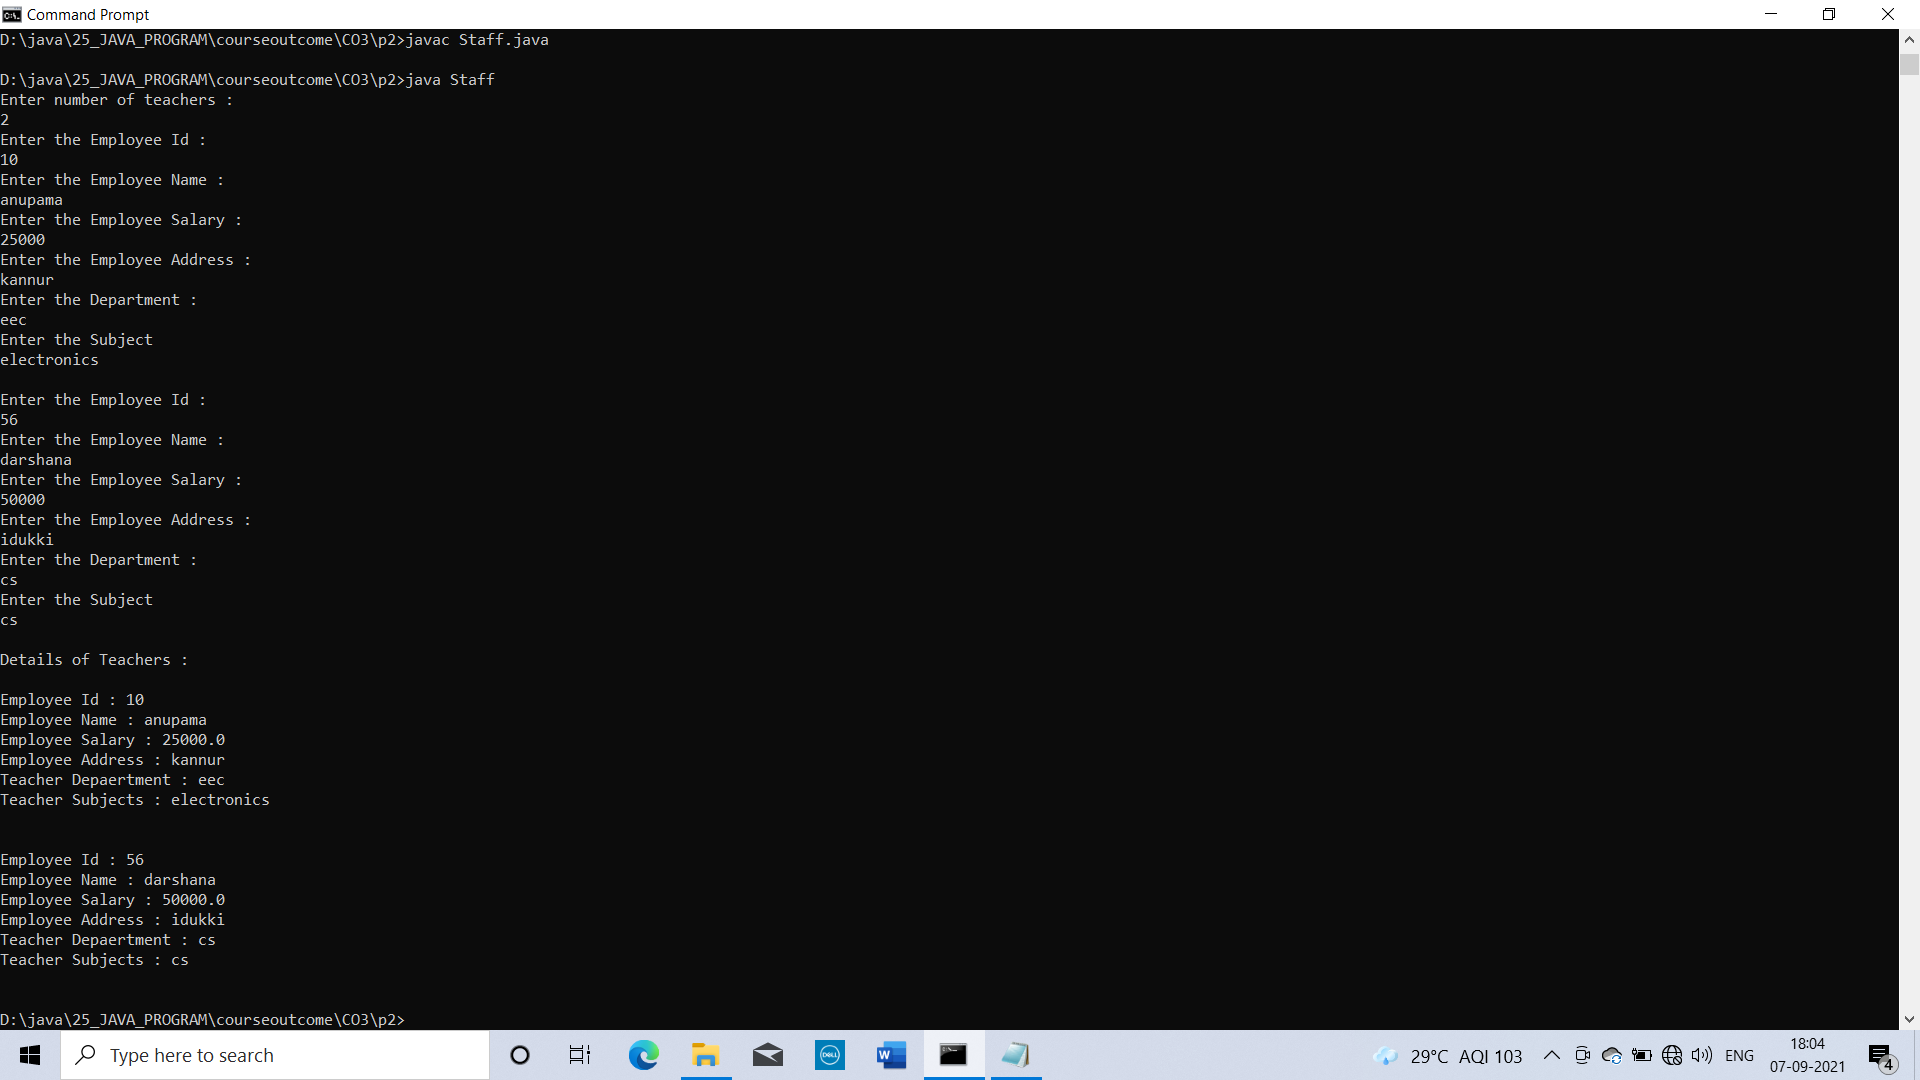 Command Prompt
D:\java\25_JAVA_PROGRAM\courseoutcome\CO3\p2>javac Staff.java
D:\java\25_JAVA_PROGRAM\courseoutcome\CO3\p2>java Staff
Enter number of teachers :
2
Enter the Employee Id :
10
Enter the Employee Name :
anupama
Enter the Employee Salary :
25000
Enter the Employee Address :
kannur
Enter the Department :
eec
Enter the Subject
electronics
Enter the Employee Id :
56
Enter the Employee Name :
darshana
Enter the Employee Salary :
50000
Enter the Employee Address :
idukki
Enter the Department :
cs
Enter the Subject
cs
Details of Teachers :
Employee Id : 10
Employee Name : anupama
Employee Salary : 25000.0
Employee Address : kannur
Teacher Depaertment : eec
Teacher Subjects : electronics
Employee Id : 56
Employee Name : darshana
Employee Salary : 50000.0
Employee Address : idukki
Teacher Depaertment : cs
Teacher Subjects : cs
D:\java\25_JAVA_PROGRAM\courseoutcome\CO3\p2>
Type here to search
DELL
W
29°C AQI 103
ENG
18:04
07-09-2021
4